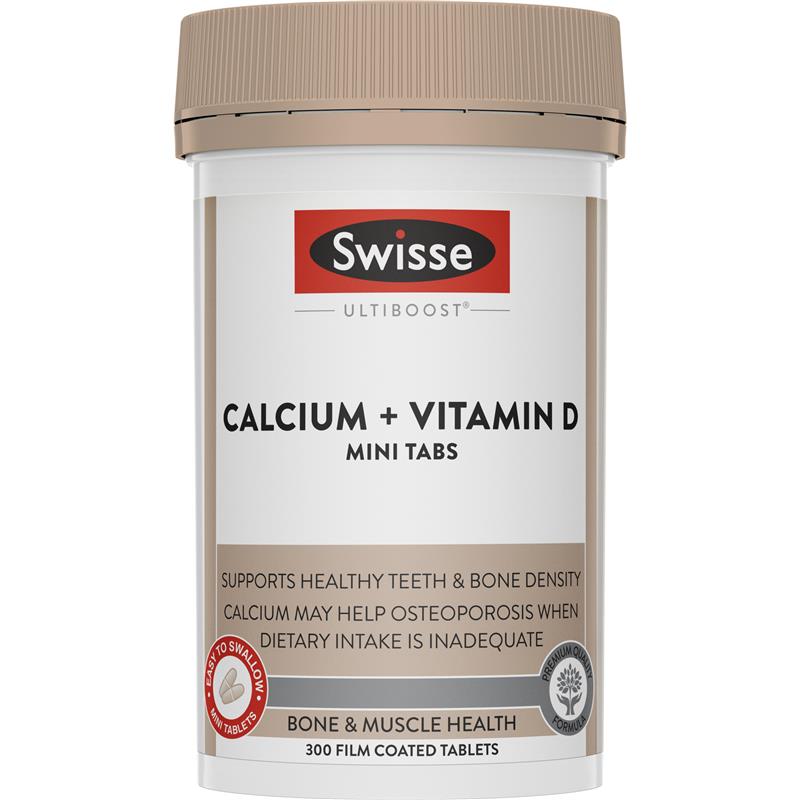 Swisse
ULTIBOOST®
CALCIUM + VITAMIN D
MINI TABS
SUPPORTS HEALTHY TEETH & BONE DENSITY
CALCIUM MAY HELP OSTEOPOROSIS WHEN
DIETARY INTAKE IS INADEQUATE
• EASY TO SWALLOW •
MINI TABLETS
PREMIUM QUALITY
FORMULA
BONE & MUSCLE HEALTH
300 FILM COATED TABLETS